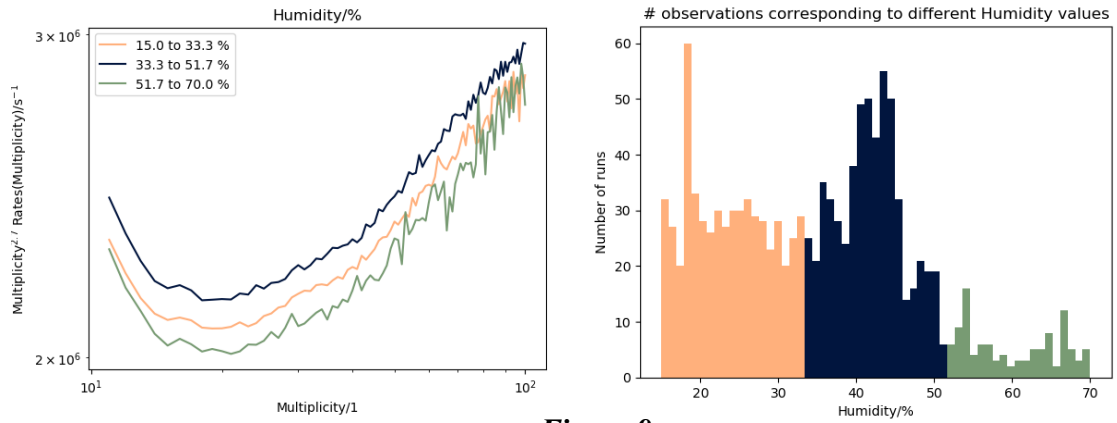 Humidity/%
3 × 10⁶
2 × 10⁶
Multiplicity²·⁷ Rates(Multiplicity)/s⁻¹
15.0 to 33.3 %
33.3 to 51.7 %
51.7 to 70.0 %
10¹
10²
Multiplicity/1
# observations corresponding to different Humidity values
60
50
40
30
20
10
0
Number of runs
20
30
40
50
60
70
Humidity/%